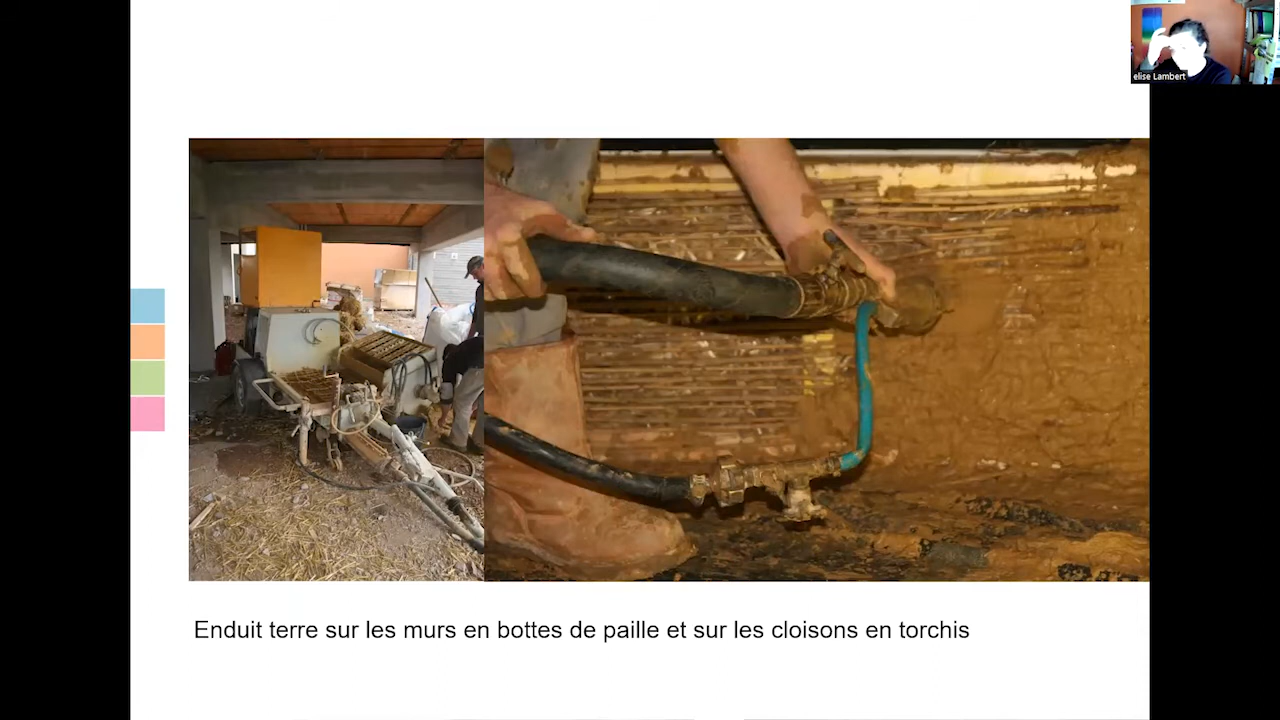 elise Lambert
Enduit terre sur les murs en bottes de paille et sur les cloisons en torchis